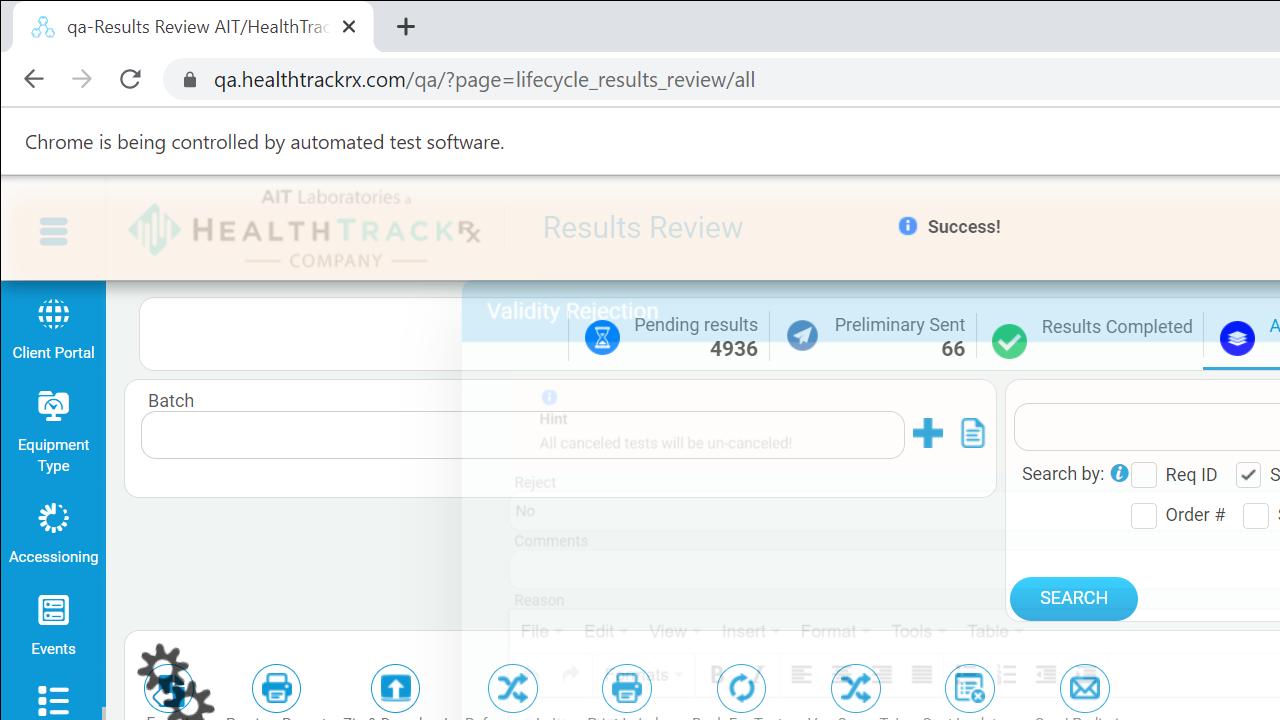 qa-Results Review AIT/HealthTrac
qa.healthtrackrx.com/qa/?page=lifecycle_results_review/all
Chrome is being controlled by automated test software.
AIT Laboratories a
HEALTHTRACKRX
COMPANY
Results Review
Success!
Validity Rejection
Client Portal
Pending results
4936
Preliminary Sent
66
Results Completed
A
Batch
Hint
All canceled tests will be un-canceled!
Equipment
Type
Search by:
Req ID
S
Reject
No
Order #
S
Comments
Accessioning
Reason
SEARCH
File
Edit
View
Insert
Format
Tools
Table
Events